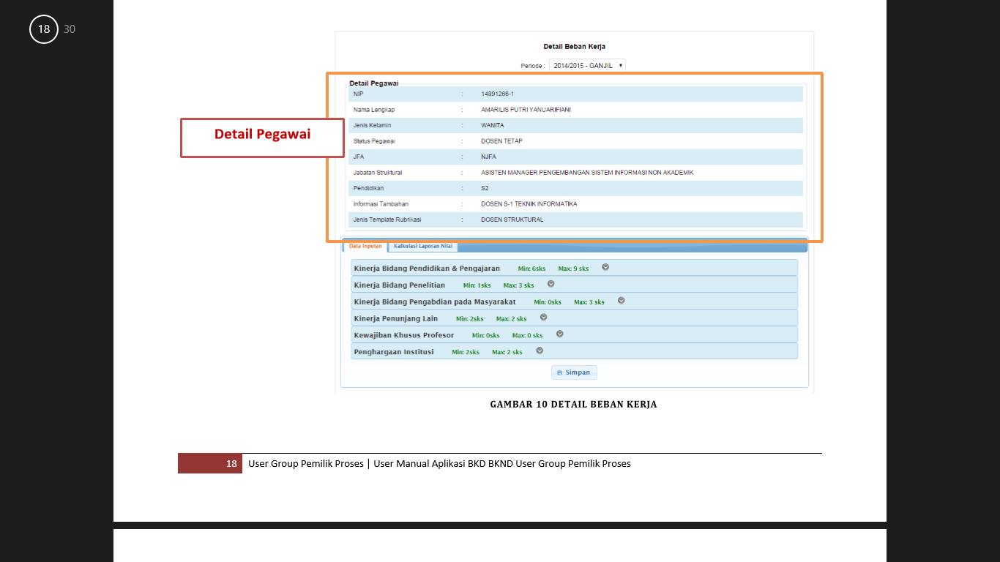 18 30
Detail Beban Kerja
Periode : 2014/2015 - GANJIL
Detail Pegawai
NIP : 14891266-1
Nama Lengkap : AMARILIS PUTRI YANUARIFIANI
Detail Pegawai
Jenis Kelamin : WANITA
Status Pegawai : DOSEN TETAP
JFA : NJFA
Jabatan Struktural : ASISTEN MANAGER PENGEMBANGAN SISTEM INFORMASI NON AKADEMIK
Pendidikan : S2
Informasi Tambahan : DOSEN S-1 TEKNIK INFORMATIKA
Jenis Template Rubrikasi : DOSEN STRUKTURAL
Data Inputan Kalkulasi Laporan Nilai
Kinerja Bidang Pendidikan & Pengajaran Min: 6sks Max: 9 sks
Kinerja Bidang Penelitian Min: 1sks Max: 3 sks
Kinerja Bidang Pengabdian pada Masyarakat Min: 0sks Max: 3 sks
Kinerja Penunjang Lain Min: 2sks Max: 2 sks
Kewajiban Khusus Profesor Min: 0sks Max: 0 sks
Penghargaan Institusi Min: 2sks Max: 2 sks
Simpan
GAMBAR 10 DETAIL BEBAN KERJA
18 User Group Pemilik Proses | User Manual Aplikasi BKD BKND User Group Pemilik Proses